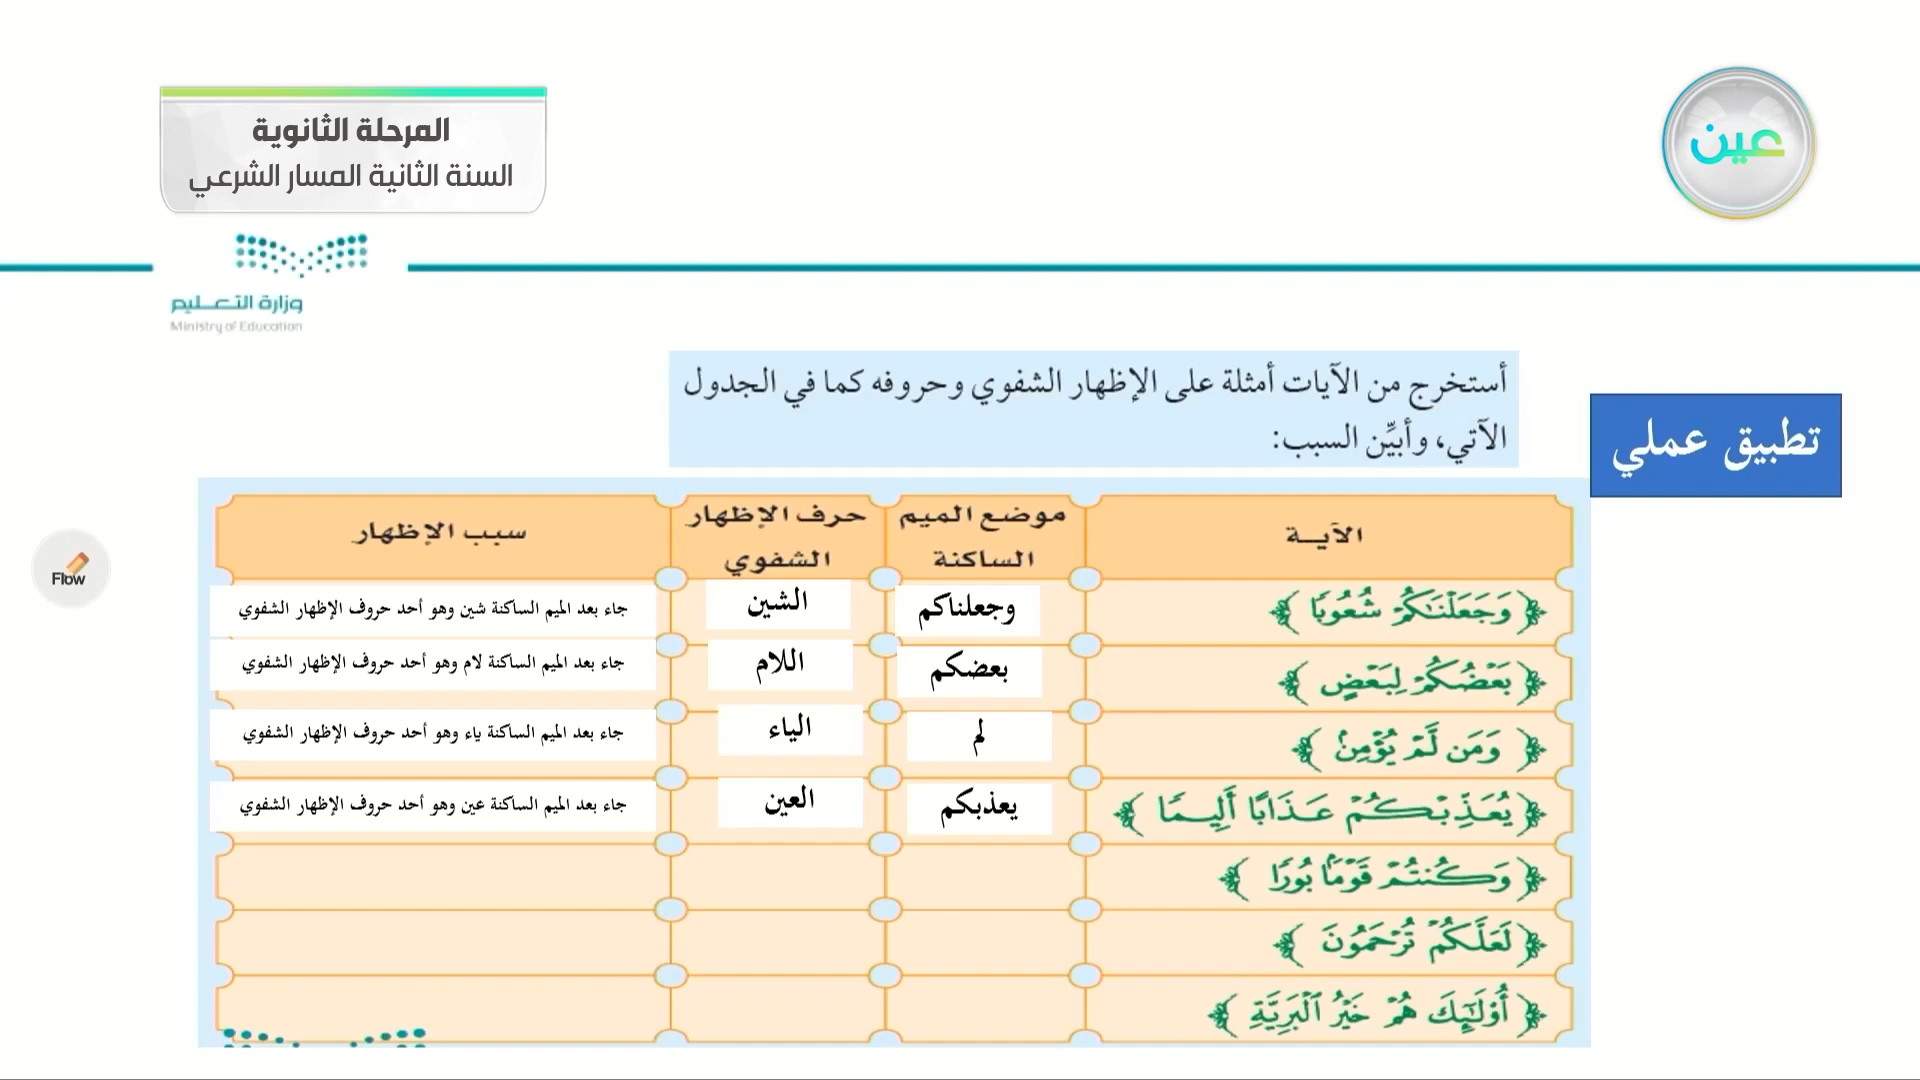 المرحلة الثانوية
السنة الثانية المسار الشرعي
عين
وزارة التعليم
Ministry of Education
أستخرج من الآيات أمثلة على الإظهار الشفوي وحروفه كما في الجدول
الآتي، وأبيِّن السبب:
تطبيق عملي
الآية
موضع الميم الساكنة
حرف الإظهار الشفوي
سبب الإظهار
﴿وَجَعَلْنَٰكُمْ شُعُوبًا﴾
وجعلناكم
الشين
جاء بعد الميم الساكنة شين وهو أحد حروف الإظهار الشفوي
﴿بَعْضُكُمْ لِبَعْضٍ﴾
بعضكم
اللام
جاء بعد الميم الساكنة لام وهو أحد حروف الإظهار الشفوي
﴿وَمَن لَّمْ يُؤْمِنۢ﴾
لم
الياء
جاء بعد الميم الساكنة ياء وهو أحد حروف الإظهار الشفوي
﴿يُعَذِّبْكُمْ عَذَابًا أَلِيمًا﴾
يعذبكم
العين
جاء بعد الميم الساكنة عين وهو أحد حروف الإظهار الشفوي
﴿وَكُنتُمْ قَوْمًۢا بُورًا﴾
﴿لَعَلَّكُمْ تُرْحَمُونَ﴾
﴿أُوْلَٰٓئِكَ هُمْ خَيْرُ ٱلْبَرِيَّةِ﴾
Flow